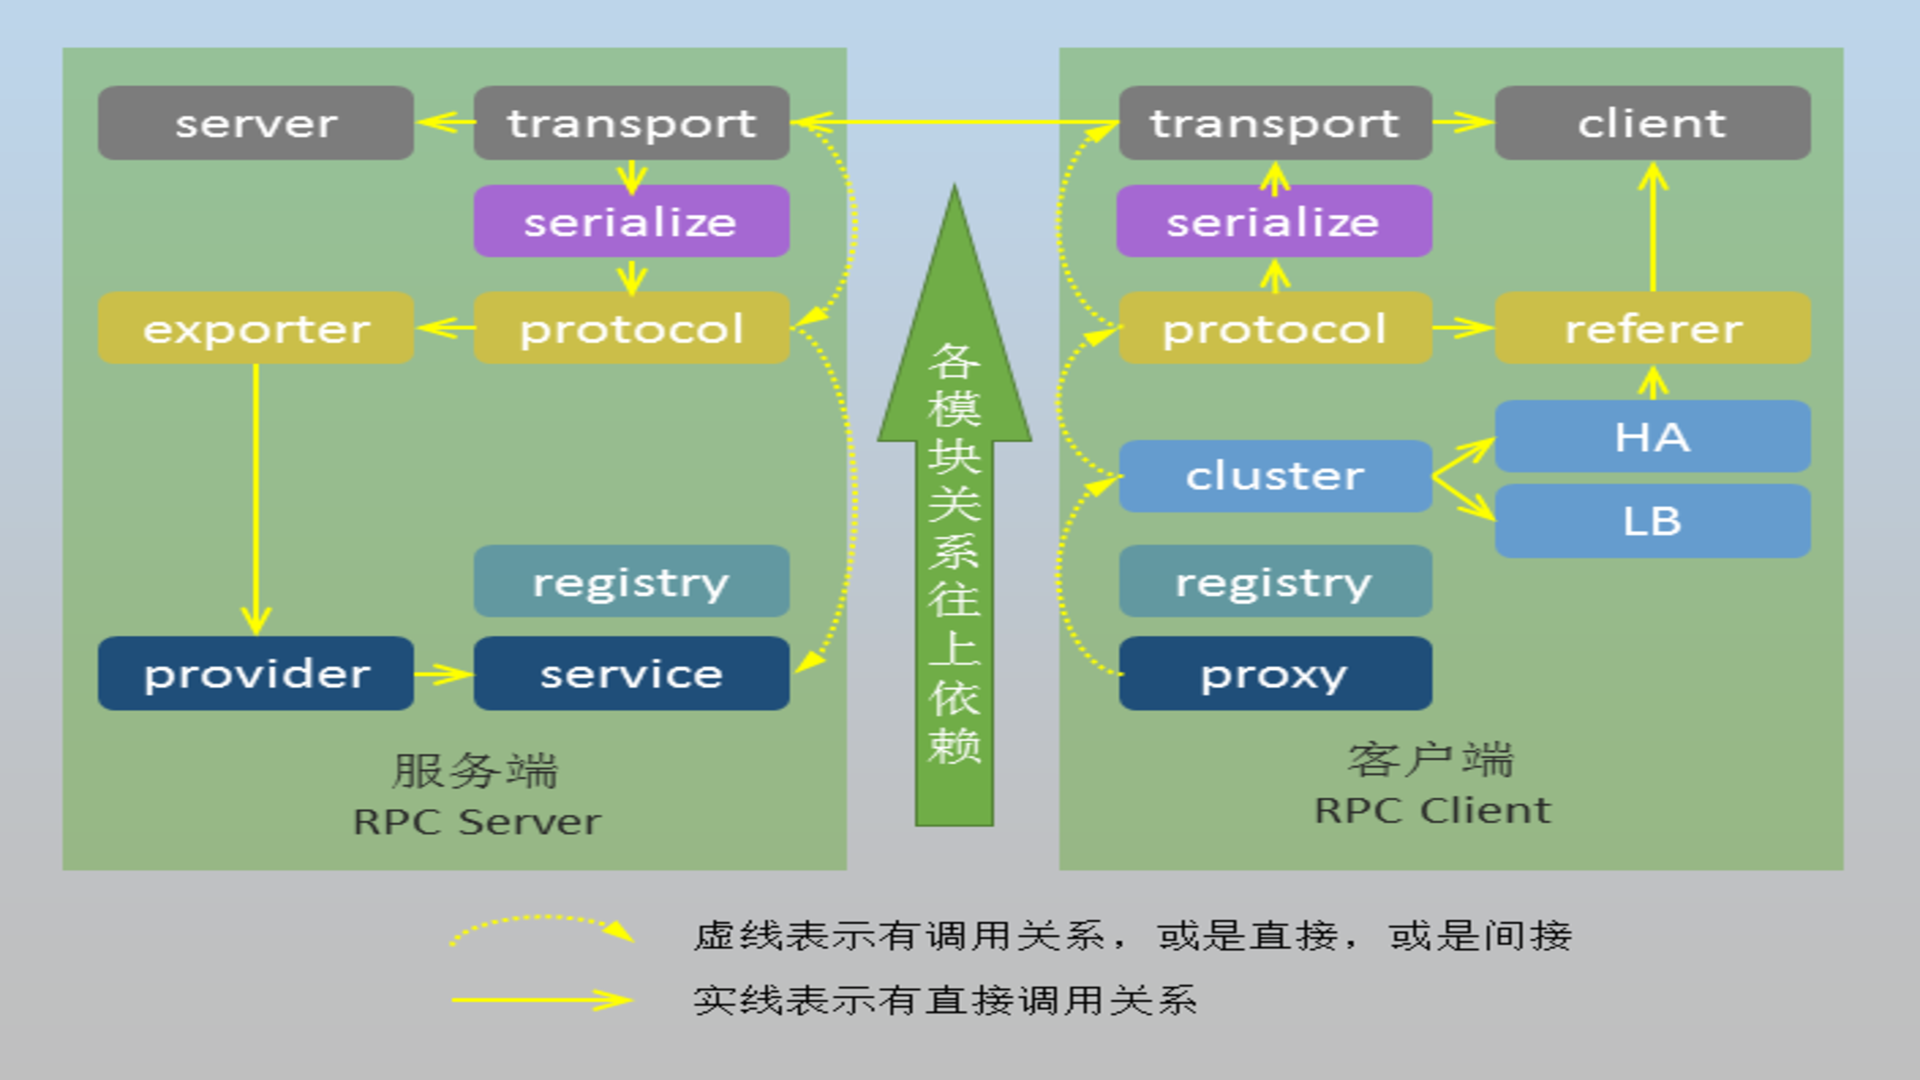 server
transport
serialize
exporter
protocol
registry
provider
service
服务端
RPC Server
各模块关系往上依赖
transport
client
serialize
protocol
referer
HA
cluster
LB
registry
proxy
客户端
RPC Client
虚线表示有调用关系，或是直接，或是间接
实线表示有直接调用关系